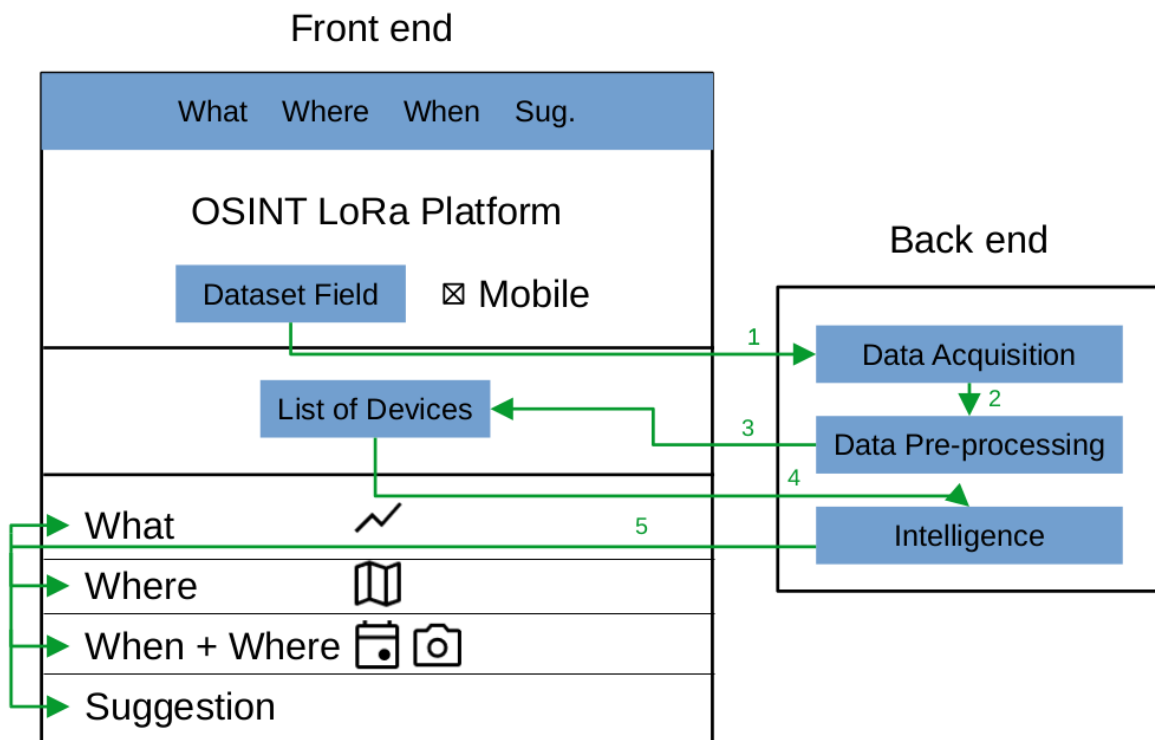 Front end
What Where When Sug.
OSINT LoRa Platform
Dataset Field
Mobile
List of Devices
What
Where
When + Where
Suggestion
Back end
1
Data Acquisition
2
3
Data Pre-processing
4
5
Intelligence